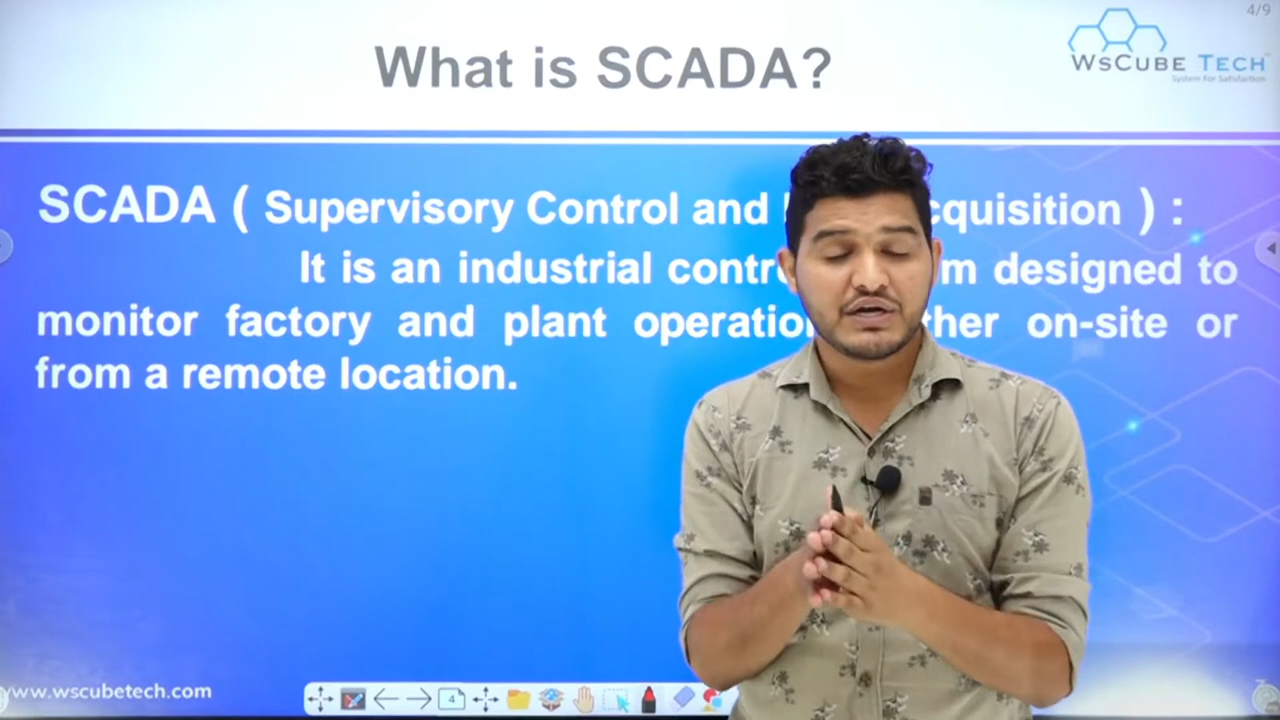 4/9
What is SCADA?
WsCube Tech
System For Satisfaction
SCADA ( Supervisory Control and cquisition ) :
It is an industrial contr m designed to
monitor factory and plant operatio ther on-site or
from a remote location.
www.wscubetech.com
4